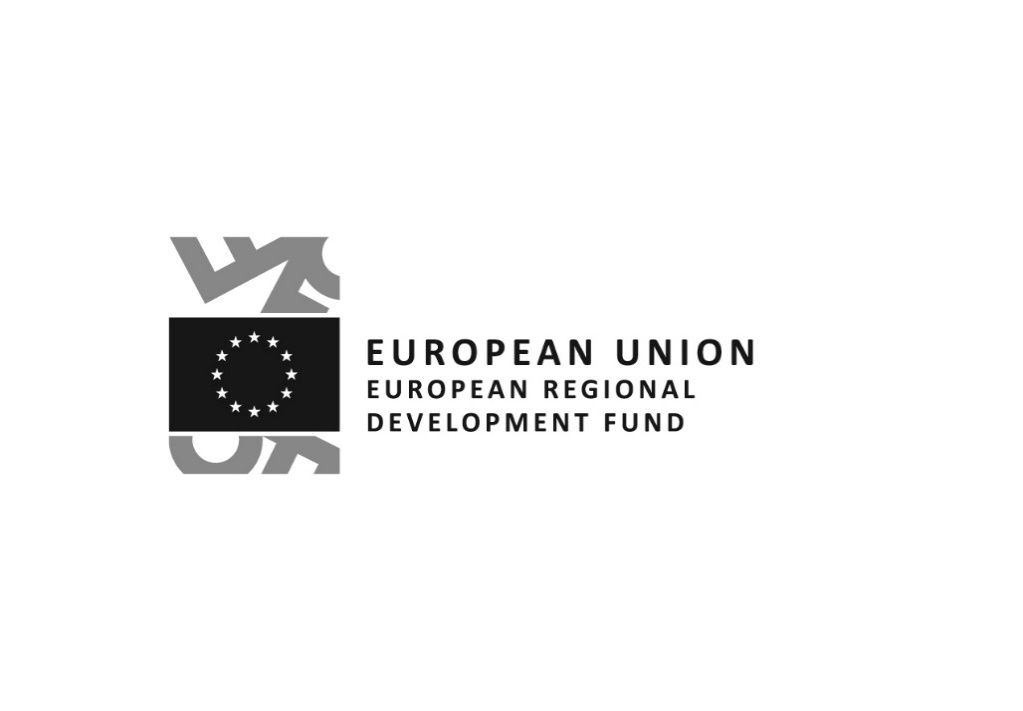 EUROPEAN UNION
EUROPEAN REGIONAL
DEVELOPMENT FUND